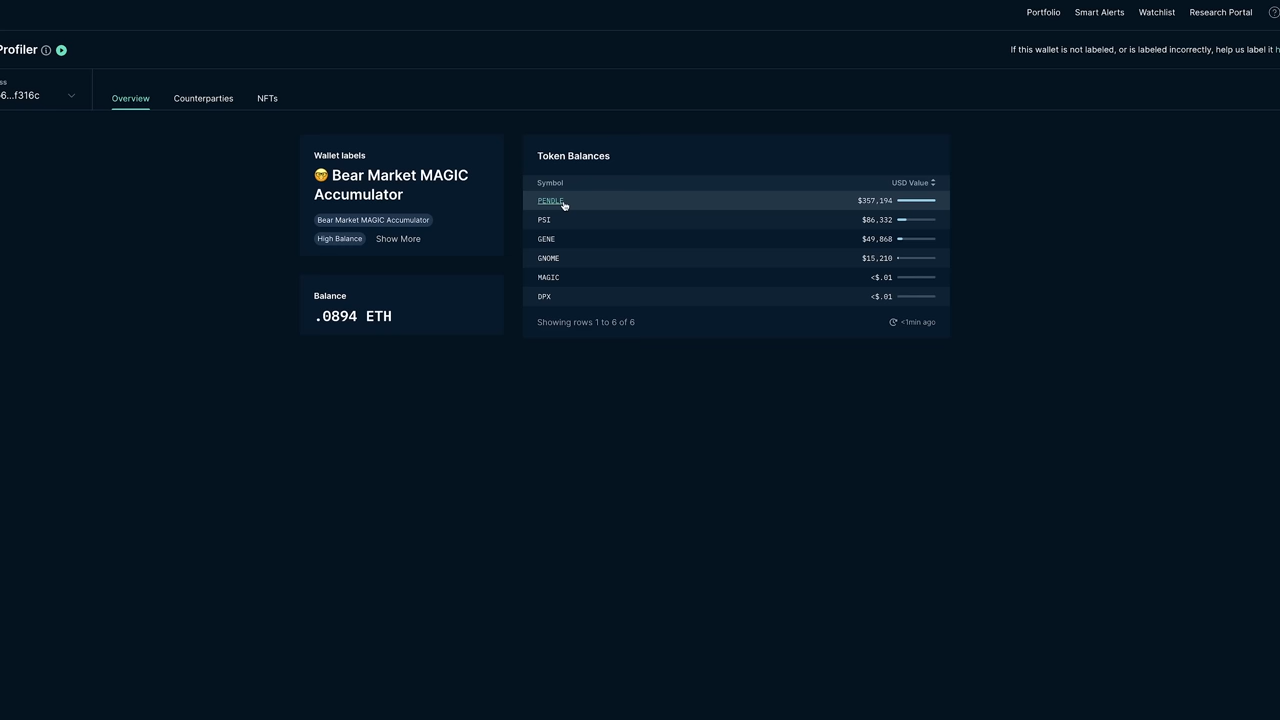 Portfolio Smart Alerts Watchlist Research Portal
Profiler
If this wallet is not labeled, or is labeled incorrectly, help us label it
6...f316c
Overview Counterparties NFTs
Wallet labels
Bear Market MAGIC
Accumulator
Bear Market MAGIC Accumulator
High Balance Show More
Balance
.0894 ETH
Token Balances
Symbol USD Value
PENDLE $357,194
PSI $86,332
GENE $49,868
GNOME $15,210
MAGIC <$.01
DPX <$.01
Showing rows 1 to 6 of 6 <1min ago